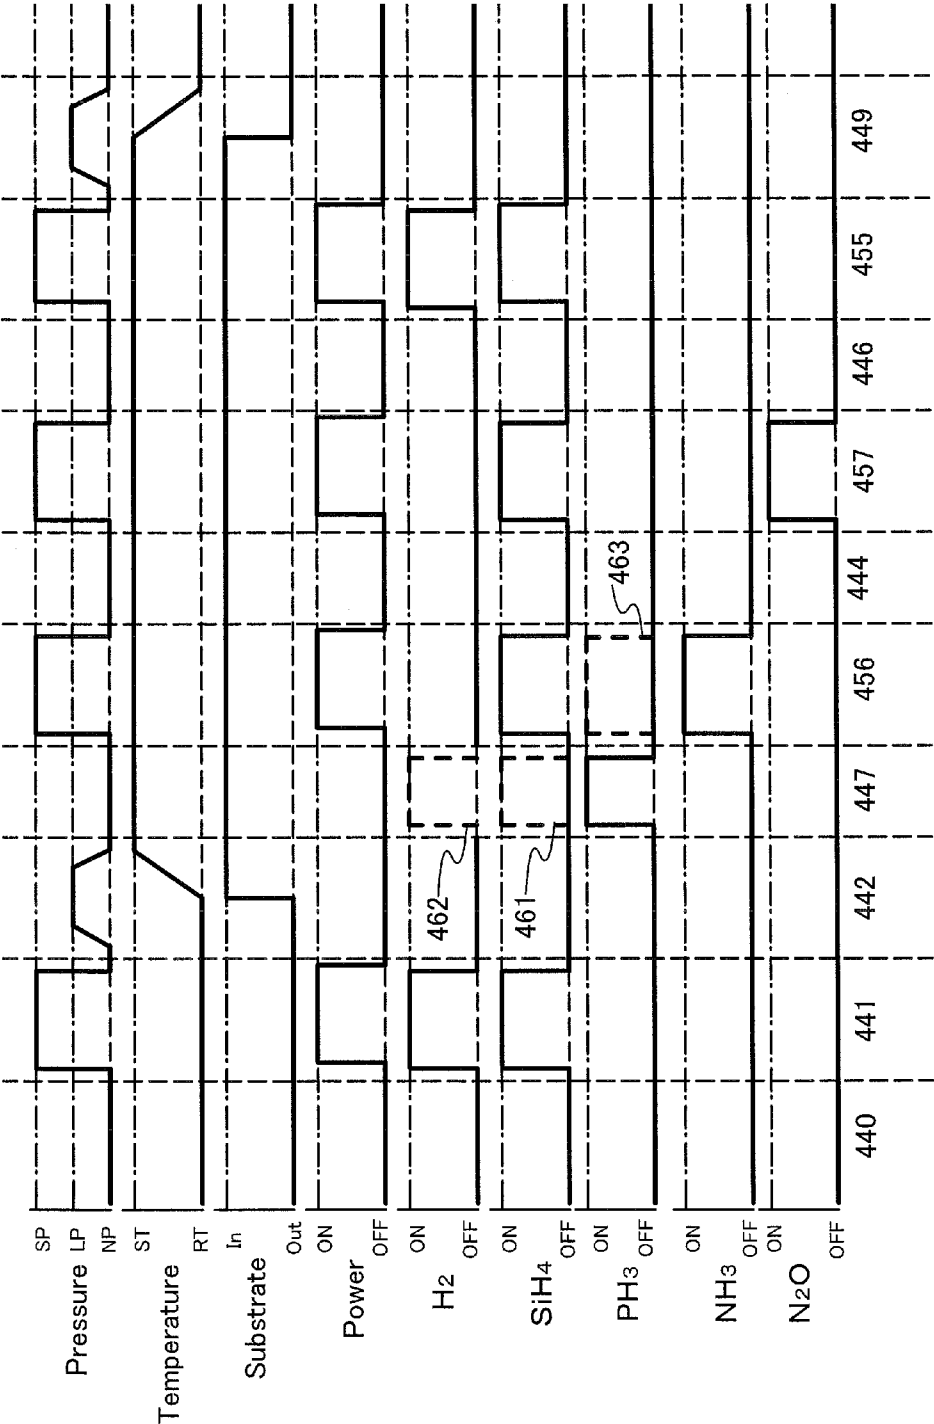 Pressure
SP
LP
NP
Temperature
ST
RT
Substrate
In
Out
Power
ON
OFF
H2
ON
OFF
462
SiH4
ON
OFF
461
PH3
ON
OFF
463
NH3
ON
OFF
N2O
ON
OFF
440 441 442 447 456 444 457 446 455 449